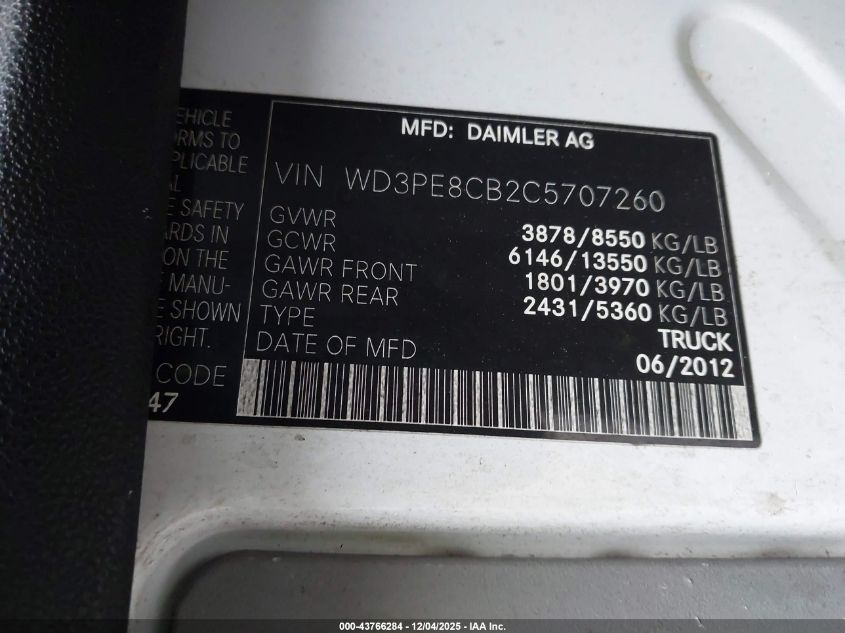 EHICLE
ORMS TO
PLICABLE
AL
E SAFETY
ARDS IN
ON THE
MANU-
E SHOWN
RIGHT.
CODE
47
MFD: DAIMLER AG
VIN WD3PE8CB2C5707260
GVWR 3878/8550 KG/LB
GCWR 6146/13550 KG/LB
GAWR FRONT 1801/3970 KG/LB
GAWR REAR 2431/5360 KG/LB
TYPE TRUCK
DATE OF MFD 06/2012
000-43766284 - 12/04/2025 - IAA Inc.